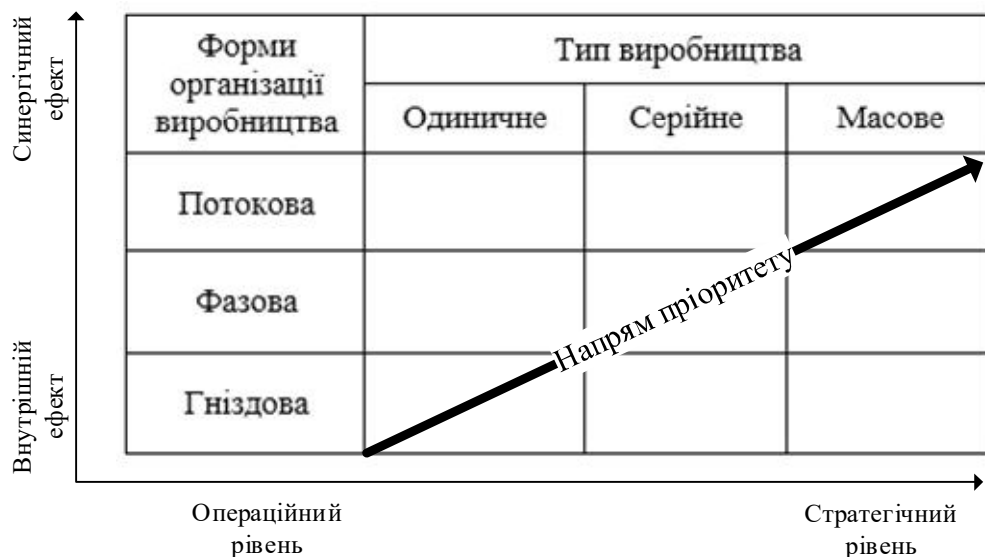 Синергічний
ефект
Внутрішній
ефект
Форми
організації
виробництва
Тип виробництва
Одиничне
Серійне
Масове
Потокова
Фазова
Гніздова
Напрям пріоритету
Операційний
рівень
Стратегічний
рівень